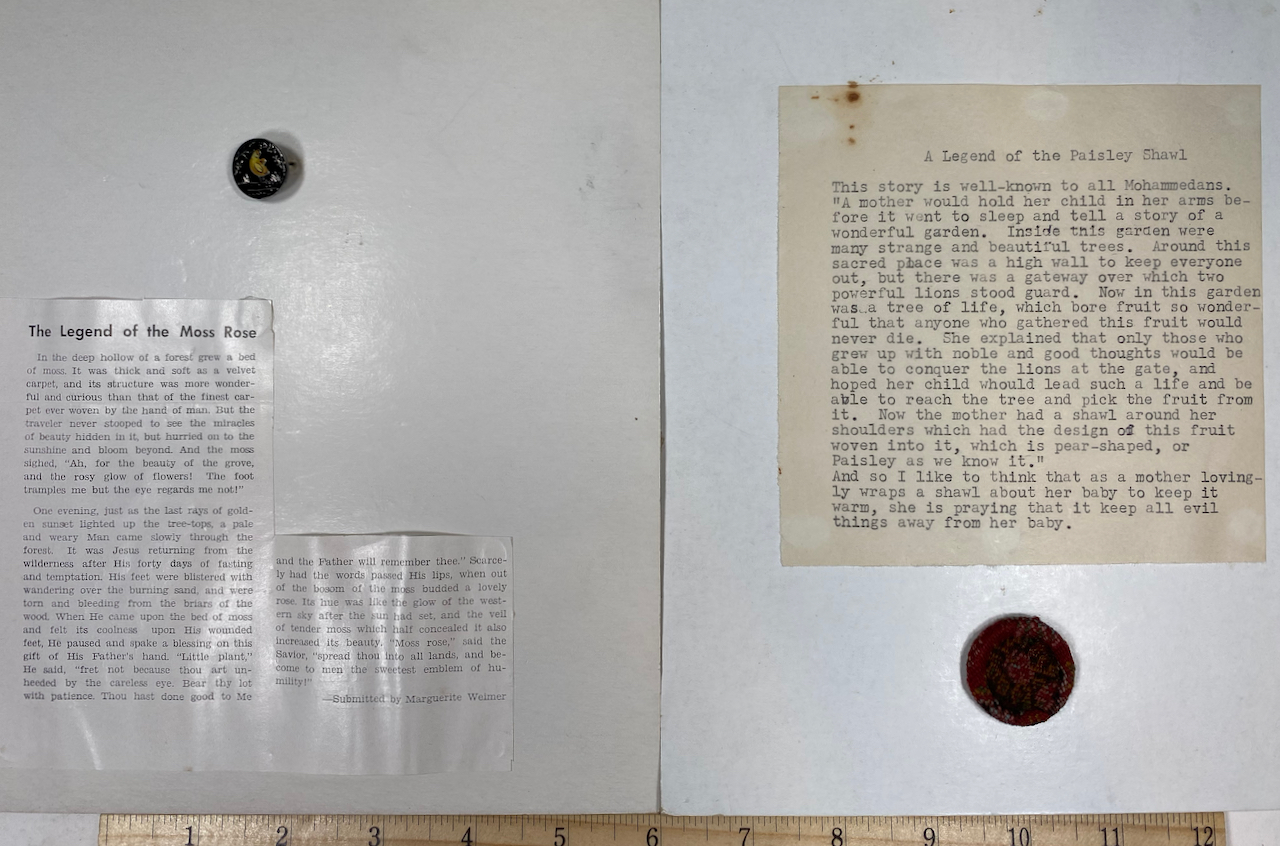 The Legend of the Moss Rose
In the deep hollow of a forest grew a bed
of moss. It was thick and soft as a velvet
carpet, and its structure was more wonder-
ful and curious than that of the finest car-
pet ever woven by the hand of man. But the
traveler never stooped to see the miracles
of beauty hidden in it, but hurried on to the
sunshine and bloom beyond. And the moss
sighed, "Ah, for the beauty of the grove,
and the rosy glow of flowers! The foot
tramples me but the eye regards me not!"
One evening, just as the last rays of gold-
en sunset lighted up the tree-tops, a pale
and weary Man came slowly through the
forest. It was Jesus returning from the
wilderness after His forty days of fasting
and temptation. His feet were blistered with
wandering over the burning sand, and were
torn and bleeding from the briars of the
wood. When He came upon the bed of moss
and felt its coolness upon His wounded
feet, He paused and spake a blessing on this
gift of His Father's hand. "Little plant,"
He said, "fret not because thou art un-
heeded by the careless eye. Bear thy lot
with patience. Thou hast done good to Me
and the Father will remember thee." Scarce-
ly had the words passed His lips, when out
of the bosom of the moss budded a lovely
rose. Its hue was like the glow of the west-
ern sky after the sun had set, and the veil
of tender moss which half concealed it also
increased its beauty. "Moss rose," said the
Savior, "spread thou into all lands, and be-
come to men the sweetest emblem of hu-
mility!"
—Submitted by Marguerite Weimer
A Legend of the Paisley Shawl
This story is well-known to all Mohammedans.
"A mother would hold her child in her arms be-
fore it went to sleep and tell a story of a
wonderful garden. Inside this garden were
many strange and beautiful trees. Around this
sacred place was a high wall to keep everyone
out, but there was a gateway over which two
powerful lions stood guard. Now in this garden
was..a tree of life, which bore fruit so wonder-
ful that anyone who gathered this fruit would
never die. She explained that only those who
grew up with noble and good thoughts would be
able to conquer the lions at the gate, and
hoped her child whould lead such a life and be
able to reach the tree and pick the fruit from
it. Now the mother had a shawl around her
shoulders which had the design of this fruit
woven into it, which is pear-shaped, or
Paisley as we know it."
And so I like to think that as a mother loving-
ly wraps a shawl about her baby to keep it
warm, she is praying that it keep all evil
things away from her baby.
1 2 3 4 5 6 7 8 9 10 11 12